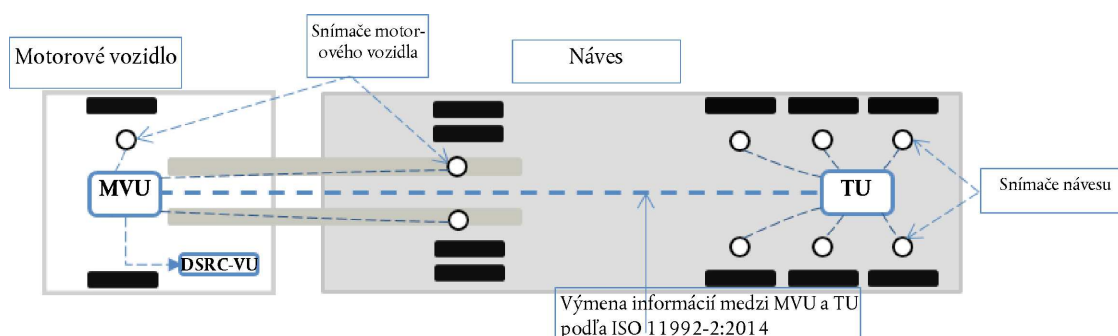 Snímače motor-
ového vozidla
Motorové vozidlo
Náves
MVU
TU
Snímače návesu
DSRC-VU
Výmena informácií medzi MVU a TU
podľa ISO 11992-2:2014